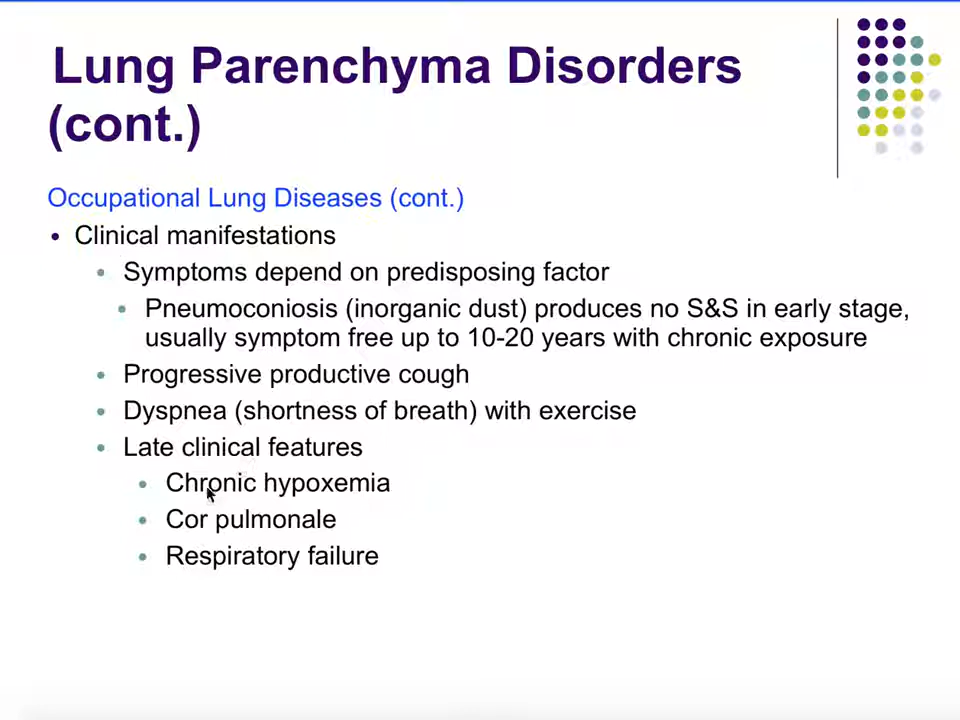 Lung Parenchyma Disorders
(cont.)
Occupational Lung Diseases (cont.)
• Clinical manifestations
• Symptoms depend on predisposing factor
• Pneumoconiosis (inorganic dust) produces no S&S in early stage,
usually symptom free up to 10-20 years with chronic exposure
• Progressive productive cough
• Dyspnea (shortness of breath) with exercise
• Late clinical features
• Chronic hypoxemia
• Cor pulmonale
• Respiratory failure